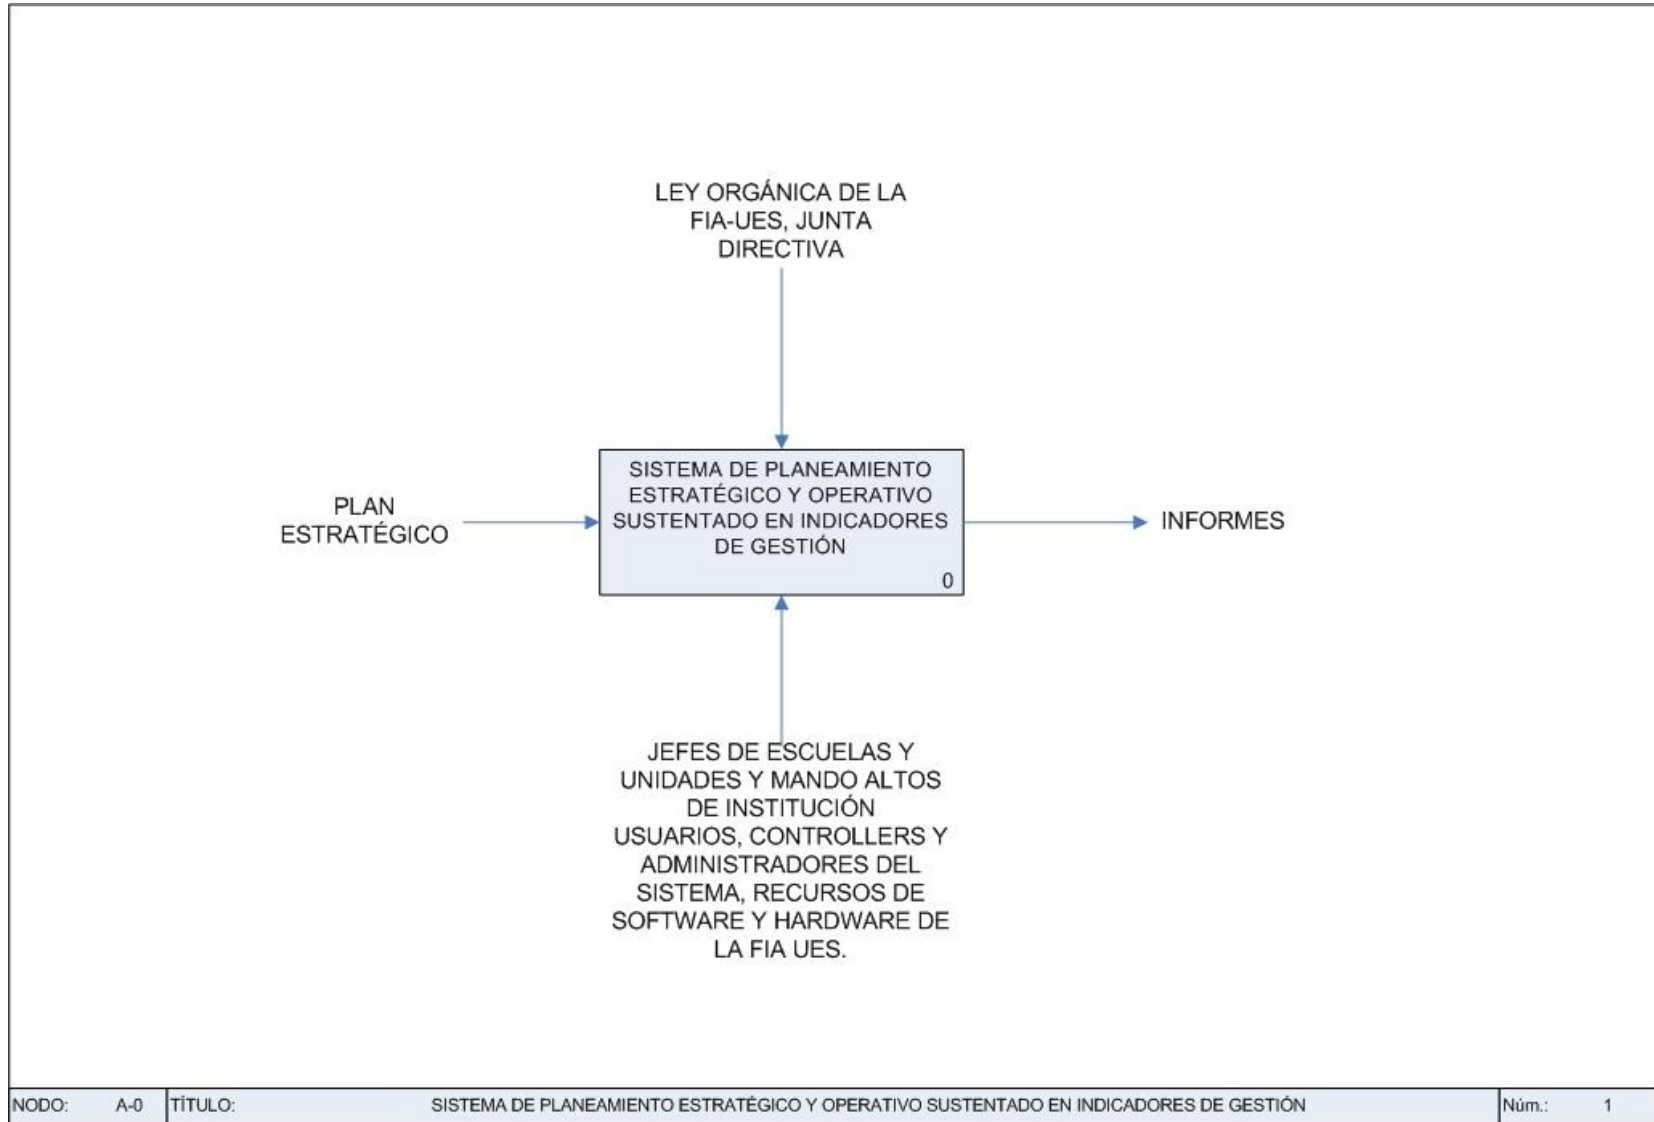 LEY ORGÁNICA DE LA
FIA-UES, JUNTA
DIRECTIVA
SISTEMA DE PLANEAMIENTO
ESTRATÉGICO Y OPERATIVO
SUSTENTADO EN INDICADORES
DE GESTIÓN
0
PLAN
ESTRATÉGICO
INFORMES
JEFES DE ESCUELAS Y
UNIDADES Y MANDO ALTOS
DE INSTITUCIÓN
USUARIOS, CONTROLLERS Y
ADMINISTRADORES DEL
SISTEMA, RECURSOS DE
SOFTWARE Y HARDWARE DE
LA FIA UES.
NODO: A-0 TÍTULO: SISTEMA DE PLANEAMIENTO ESTRATÉGICO Y OPERATIVO SUSTENTADO EN INDICADORES DE GESTIÓN Núm.: 1